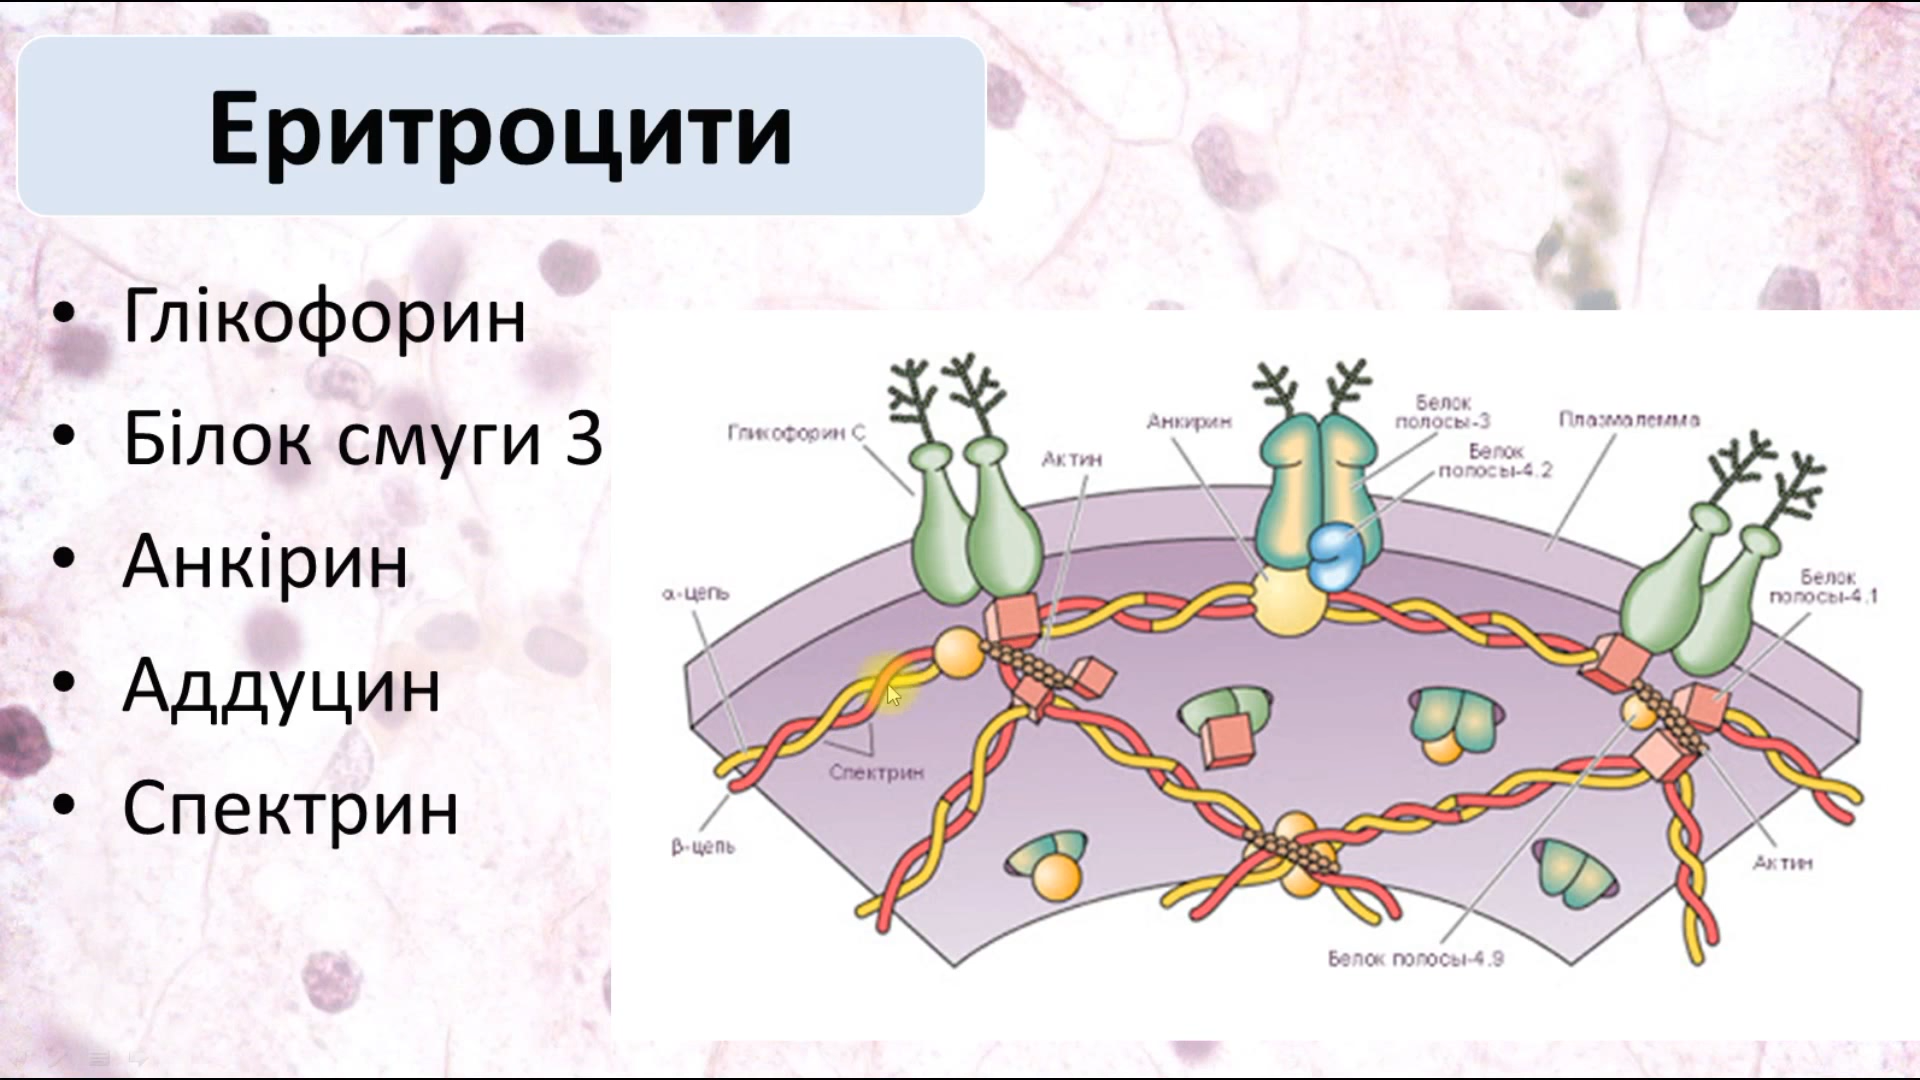 Еритроцити
• Глікофорин
• Білок смуги 3
• Анкірин
• Аддуцин
• Спектрин
Гликофорин С
Актин
Анкирин
Белок
полосы-3
Белок
полосы-4.2
Плазмалемма
Белок
полосы-4.1
α-цепь
Спектрин
β-цепь
Актин
Белок полосы-4.9